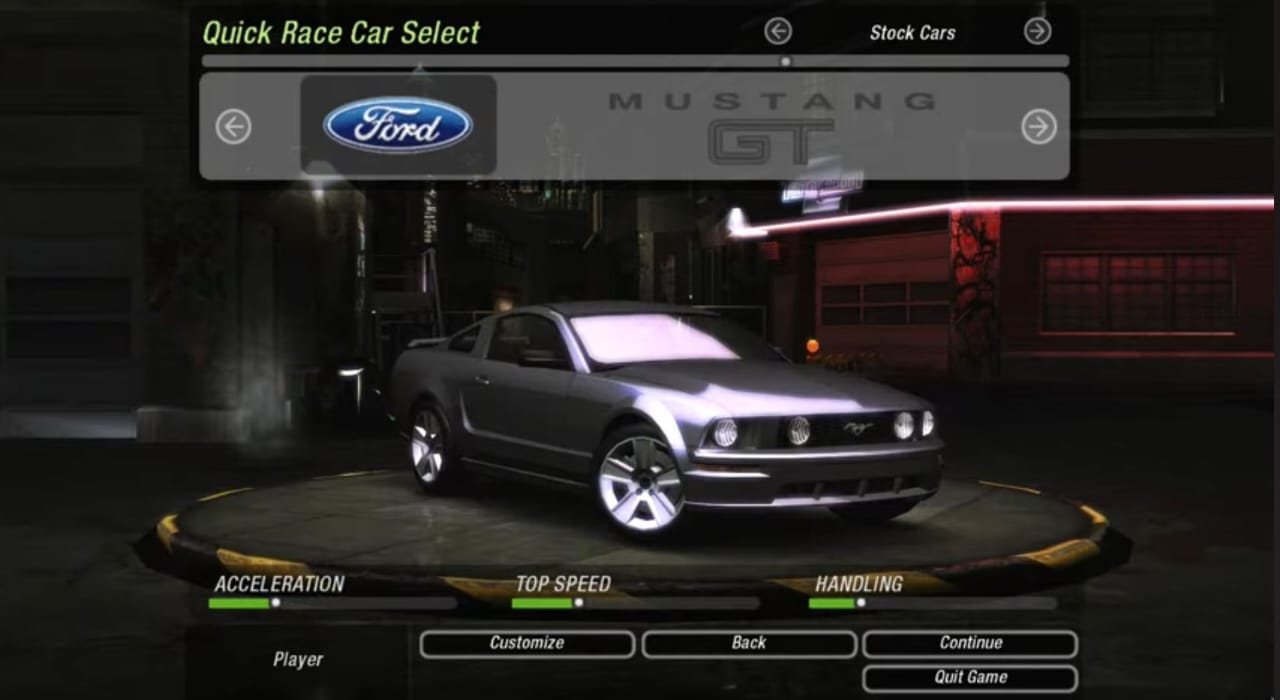 Quick Race Car Select
Stock Cars
Ford
MUSTANG
GT
ACCELERATION
TOP SPEED
HANDLING
Player
Customize
Back
Continue
Quit Game